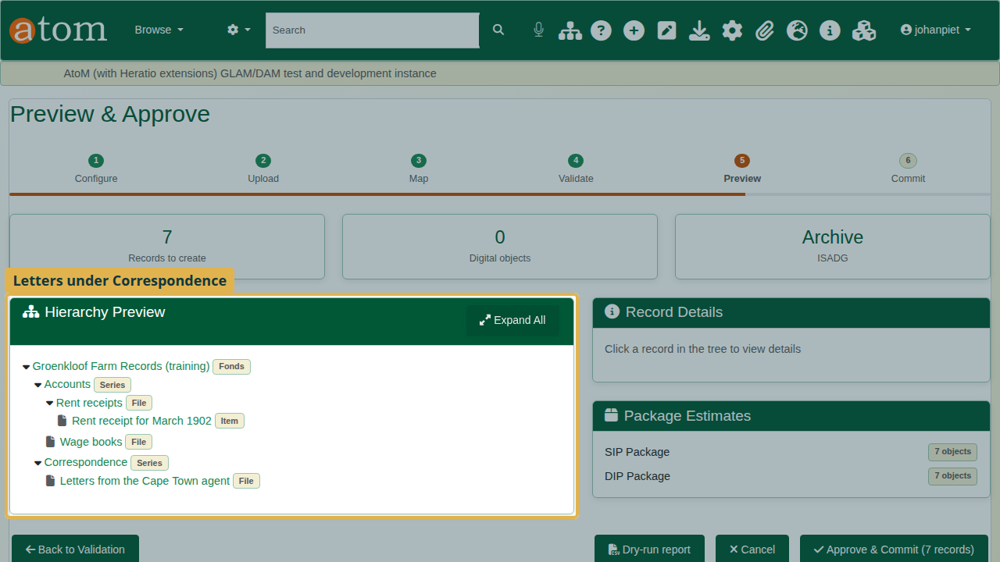 atom
Browse
Search
johanpiet
AtoM (with Heratio extensions) GLAM/DAM test and development instance
Preview & Approve
1 2 3 4 5 6
Configure Upload Map Validate Preview Commit
7 0 Archive
Records to create Digital objects ISADG
Letters under Correspondence
Hierarchy Preview
Expand All
Groenkloof Farm Records (training) Fonds
Accounts Series
Rent receipts File
Rent receipt for March 1902 Item
Wage books File
Correspondence Series
Letters from the Cape Town agent File
Record Details
Click a record in the tree to view details
Package Estimates
SIP Package 7 objects
DIP Package 7 objects
Back to Validation
Dry-run report
Cancel
Approve & Commit (7 records)